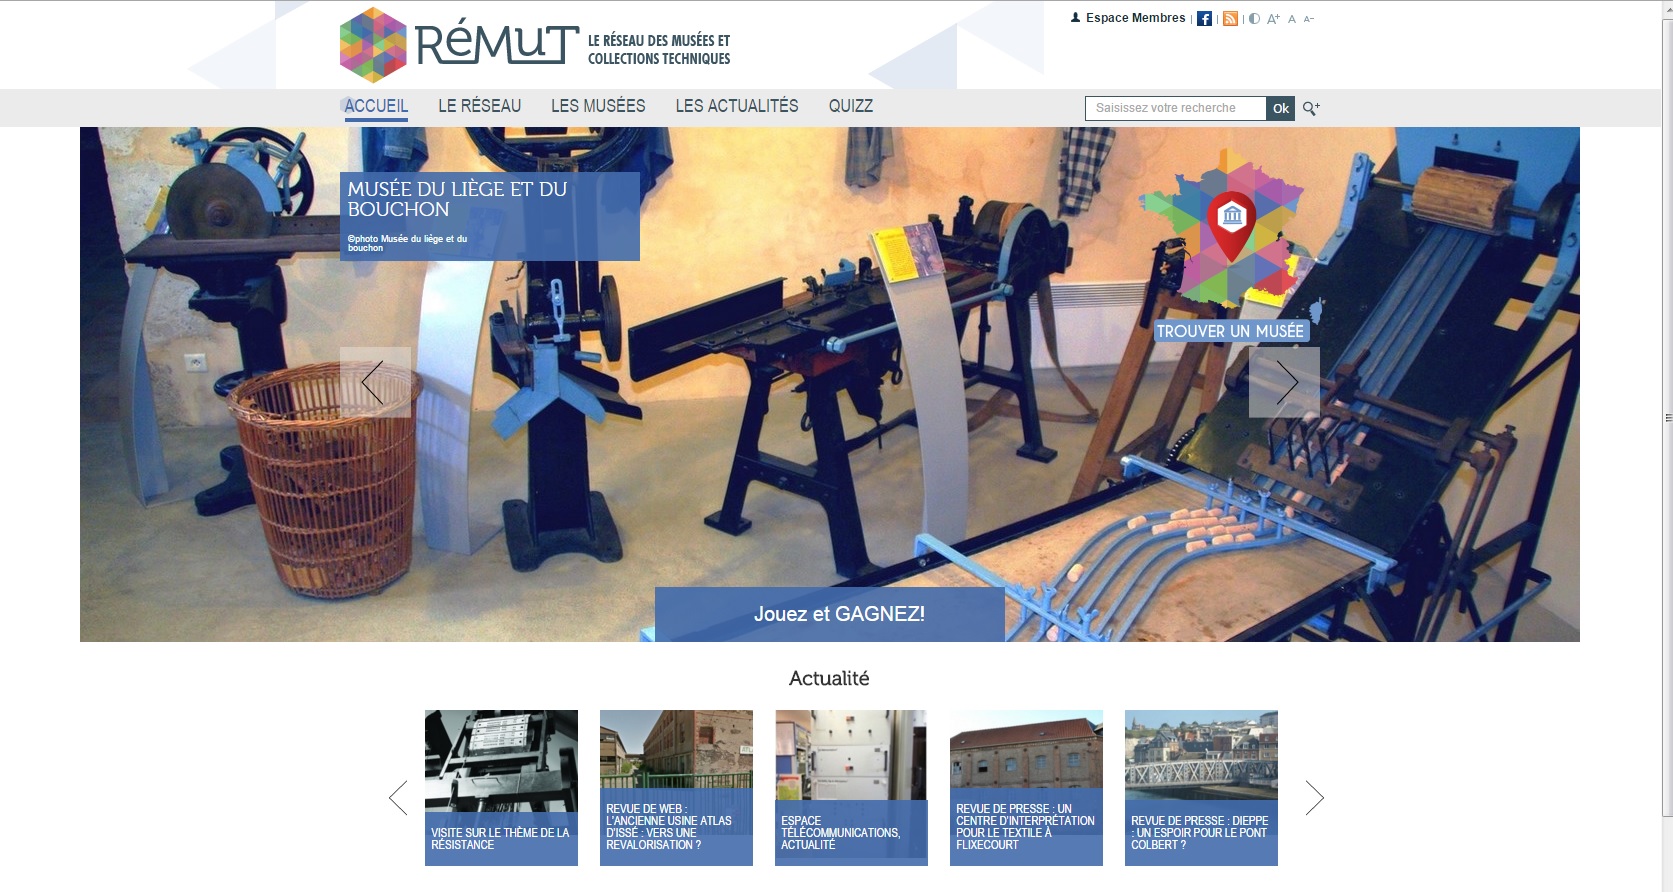 RéMuT
LE RÉSEAU DES MUSÉES ET
COLLECTIONS TECHNIQUES
Espace Membres | | | A+ A A-
ACCUEIL LE RÉSEAU LES MUSÉES LES ACTUALITÉS QUIZZ
Saisissez votre recherche Ok
MUSÉE DU LIÈGE ET DU
BOUCHON
©photo Musée du liège et du
bouchon
TROUVER UN MUSÉE
Jouez et GAGNEZ!
Actualité
VISITE SUR LE THÈME DE LA
RÉSISTANCE
REVUE DE WEB :
L'ANCIENNE USINE ATLAS
D'ISSÉ : VERS UNE
REVALORISATION ?
ESPACE
TÉLÉCOMMUNICATIONS,
ACTUALITÉ
REVUE DE PRESSE : UN
CENTRE D'INTERPRÉTATION
POUR LE TEXTILE À
FLIXECOURT
REVUE DE PRESSE : DIEPPE
: UN ESPOIR POUR LE PONT
COLBERT ?